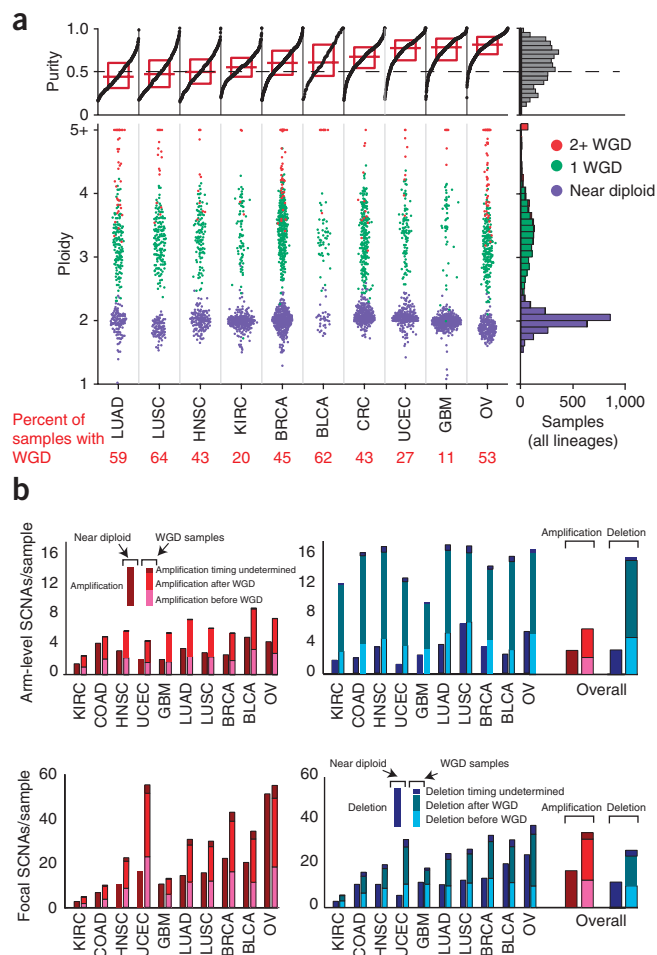 a
Purity
1.0
0.5
0
Ploidy
5+
4
3
2
1
2+ WGD
1 WGD
Near diploid
LUAD
LUSC
HNSC
KIRC
BRCA
BLCA
CRC
UCEC
GBM
OV
0
500
1,000
Samples
(all lineages)
Percent of
samples with
WGD
59 64 43 20 45 62 43 27 11 53
b
Arm-level SCNAs/sample
16
12
8
4
0
Near diploid
WGD samples
Amplification
Amplification timing undetermined
Amplification after WGD
Amplification before WGD
KIRC
COAD
HNSC
UCEC
GBM
LUAD
LUSC
BRCA
BLCA
OV
16
12
8
4
0
KIRC
COAD
HNSC
UCEC
GBM
LUAD
LUSC
BRCA
BLCA
OV
Amplification
Deletion
Overall
Focal SCNAs/sample
60
40
20
0
KIRC
COAD
HNSC
UCEC
GBM
LUAD
LUSC
BRCA
BLCA
OV
60
40
20
0
Near diploid
WGD samples
Deletion
Deletion timing undetermined
Deletion after WGD
Deletion before WGD
KIRC
COAD
HNSC
UCEC
GBM
LUAD
LUSC
BRCA
BLCA
OV
Amplification
Deletion
Overall